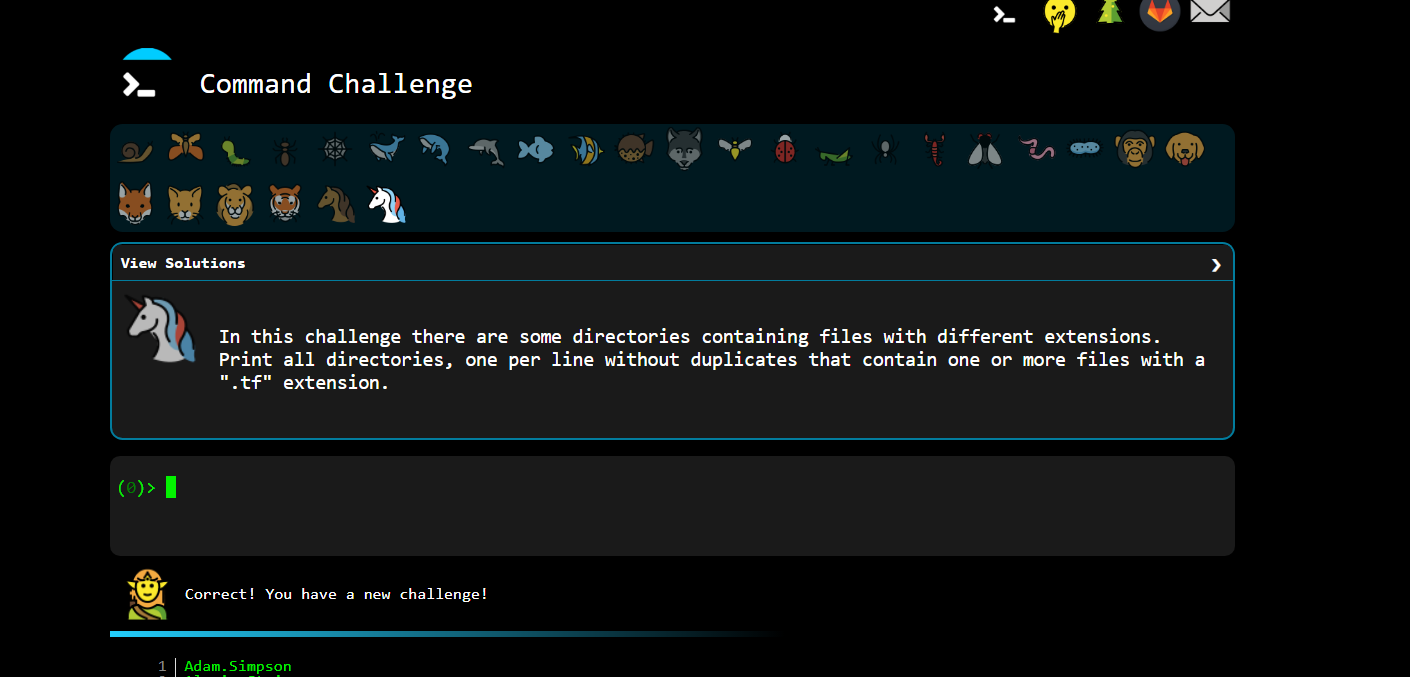 Command Challenge
View Solutions
In this challenge there are some directories containing files with different extensions.
Print all directories, one per line without duplicates that contain one or more files with a
".tf" extension.
(0)>
Correct! You have a new challenge!
1 Adam.Simpson